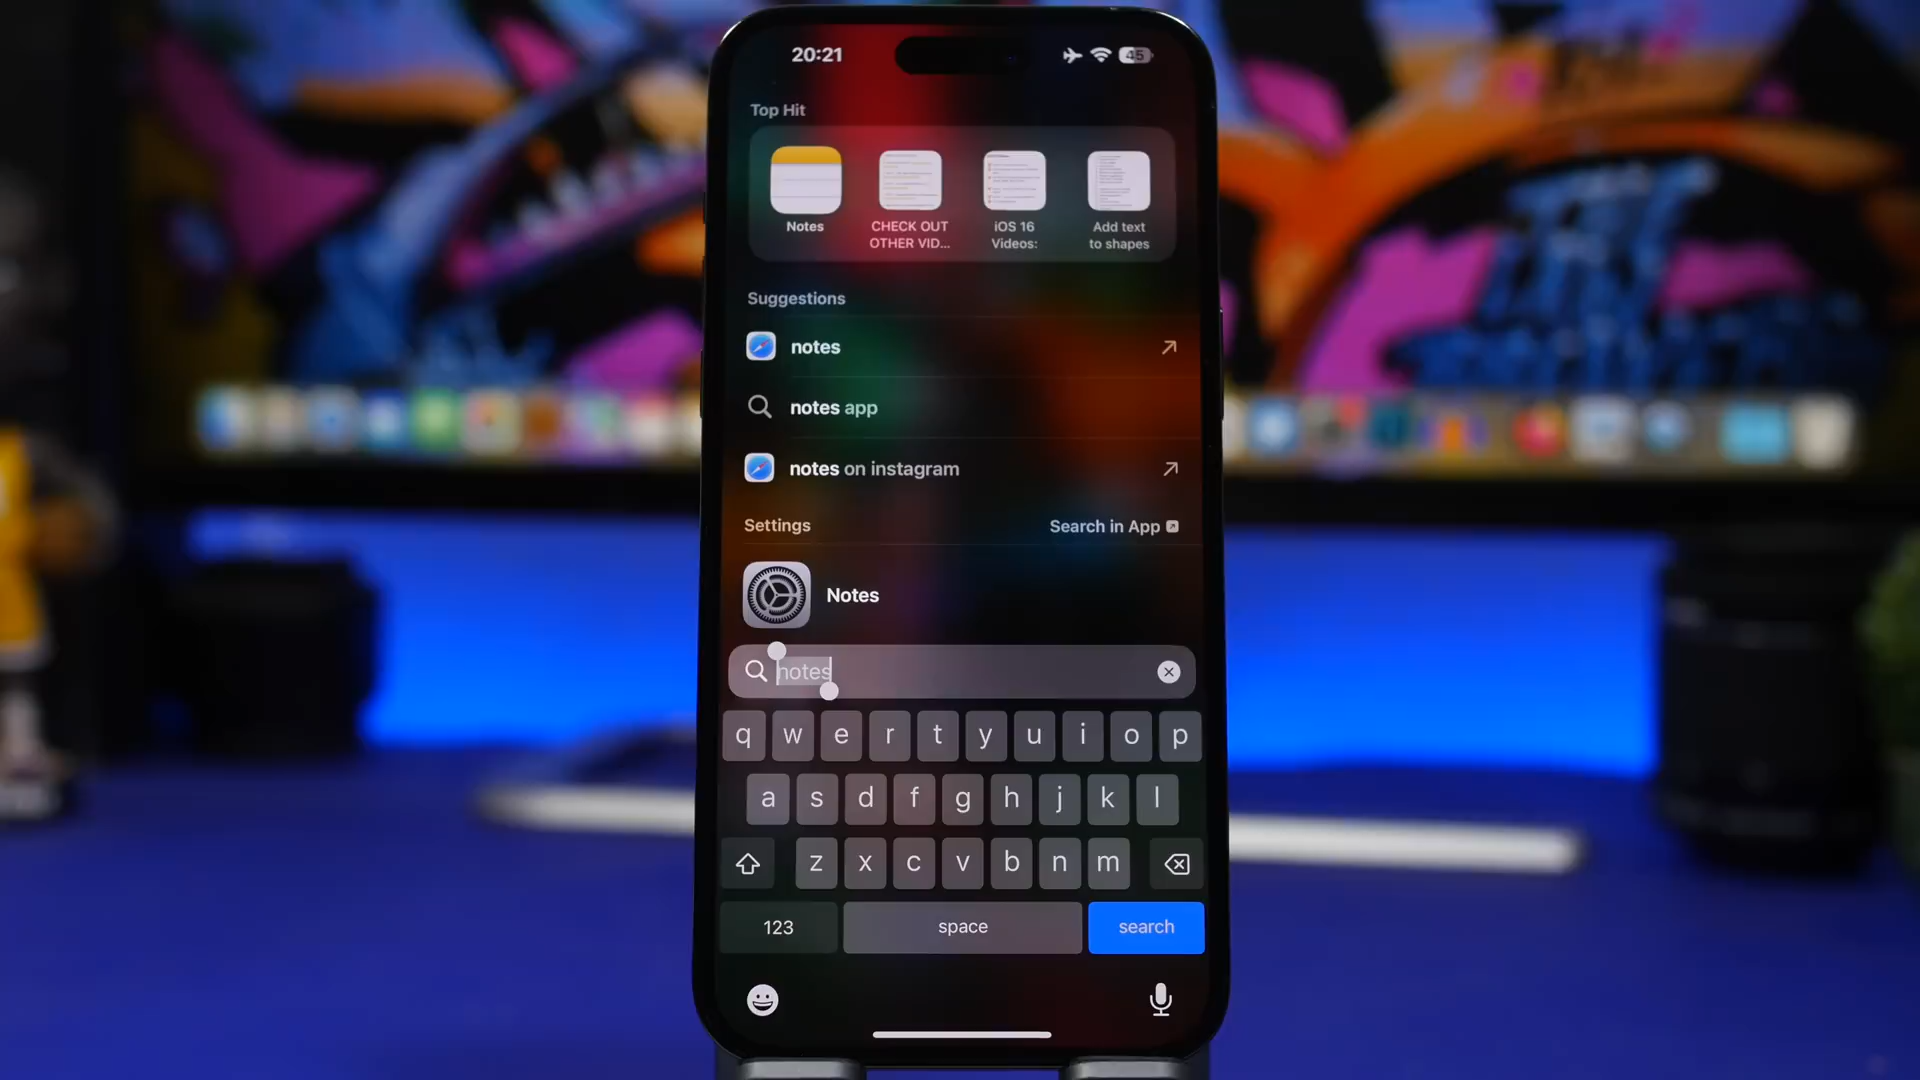 20:21
45
Top Hit
Notes
CHECK OUT
OTHER VID...
iOS 16
Videos:
Add text
to shapes
Suggestions
notes
notes app
notes on instagram
Settings
Search in App
Notes
notes
q w e r t y u i o p
a s d f g h j k l
z x c v b n m
123
space
search